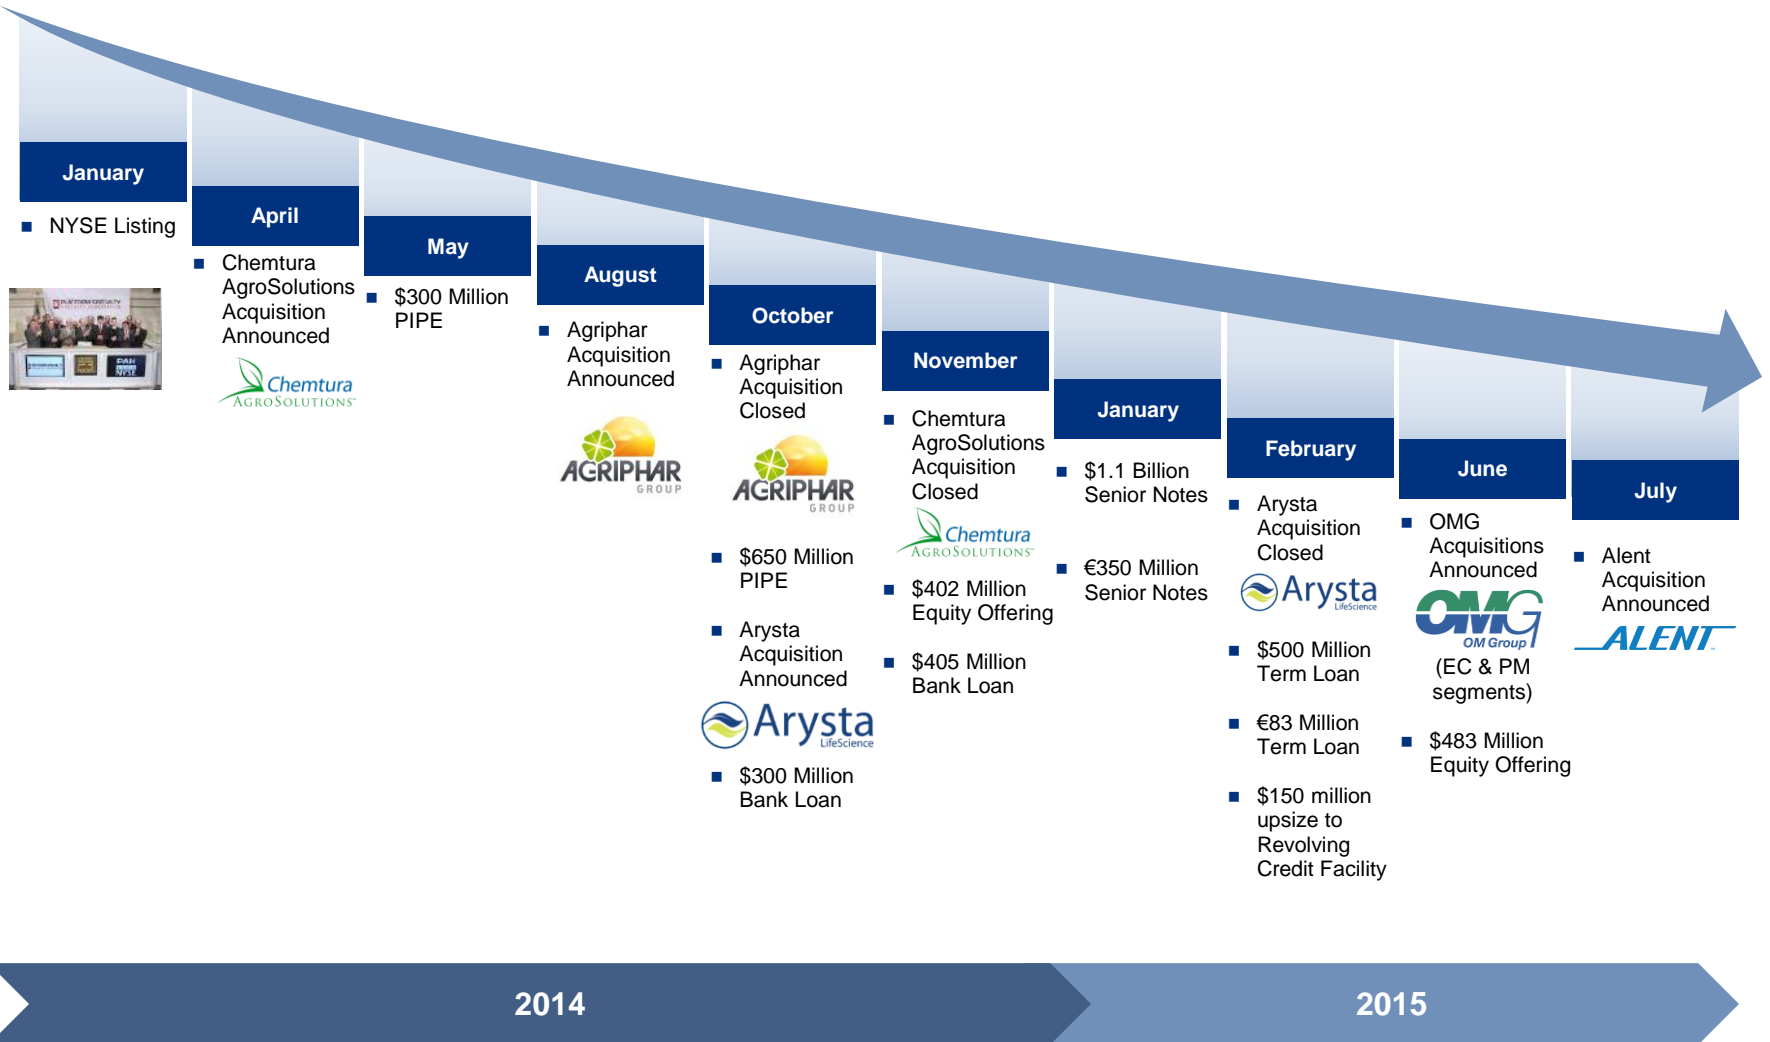 January
NYSE Listing
PAH
NYSE
April
Chemtura
AgroSolutions
Acquisition
Announced
Chemtura
AGROSOLUTIONS™
May
$300 Million
PIPE
August
Agriphar
Acquisition
Announced
AGRIPHAR
GROUP
October
Agriphar
Acquisition
Closed
AGRIPHAR
GROUP
$650 Million
PIPE
Arysta
Acquisition
Announced
Arysta
LifeScience
$300 Million
Bank Loan
November
Chemtura
AgroSolutions
Acquisition
Closed
Chemtura
AGROSOLUTIONS™
$402 Million
Equity Offering
$405 Million
Bank Loan
January
$1.1 Billion
Senior Notes
€350 Million
Senior Notes
February
Arysta
Acquisition
Closed
Arysta
LifeScience
$500 Million
Term Loan
€83 Million
Term Loan
$150 million
upsize to
Revolving
Credit Facility
June
OMG
Acquisitions
Announced
OMG
OM Group
(EC & PM
segments)
$483 Million
Equity Offering
July
Alent
Acquisition
Announced
ALENT
2014
2015